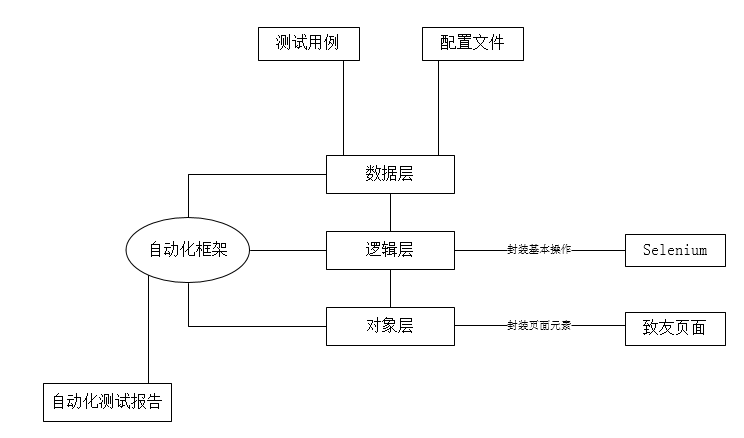 测试用例
配置文件
数据层
自动化框架
逻辑层
封装基本操作
Selenium
对象层
封装页面元素
致友页面
自动化测试报告